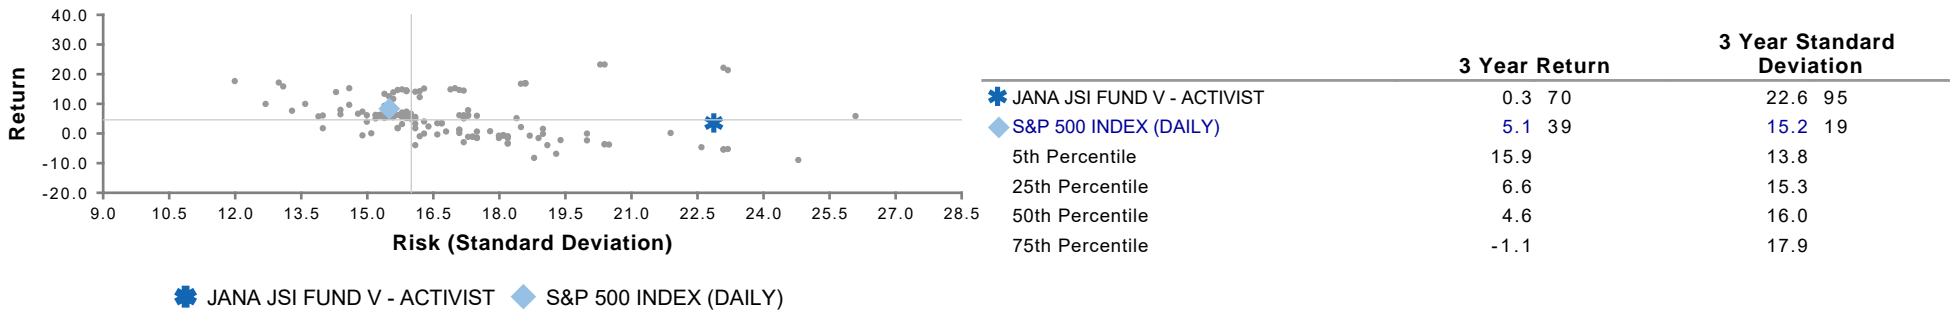 40.0
30.0
20.0
10.0
0.0
-10.0
-20.0
Return
9.0 10.5 12.0 13.5 15.0 16.5 18.0 19.5 21.0 22.5 24.0 25.5 27.0 28.5
Risk (Standard Deviation)
JANA JSI FUND V - ACTIVIST S&P 500 INDEX (DAILY)
3 Year Return 3 Year Standard Deviation
JANA JSI FUND V - ACTIVIST 0.3 70 22.6 95
S&P 500 INDEX (DAILY) 5.1 39 15.2 19
5th Percentile 15.9 13.8
25th Percentile 6.6 15.3
50th Percentile 4.6 16.0
75th Percentile -1.1 17.9